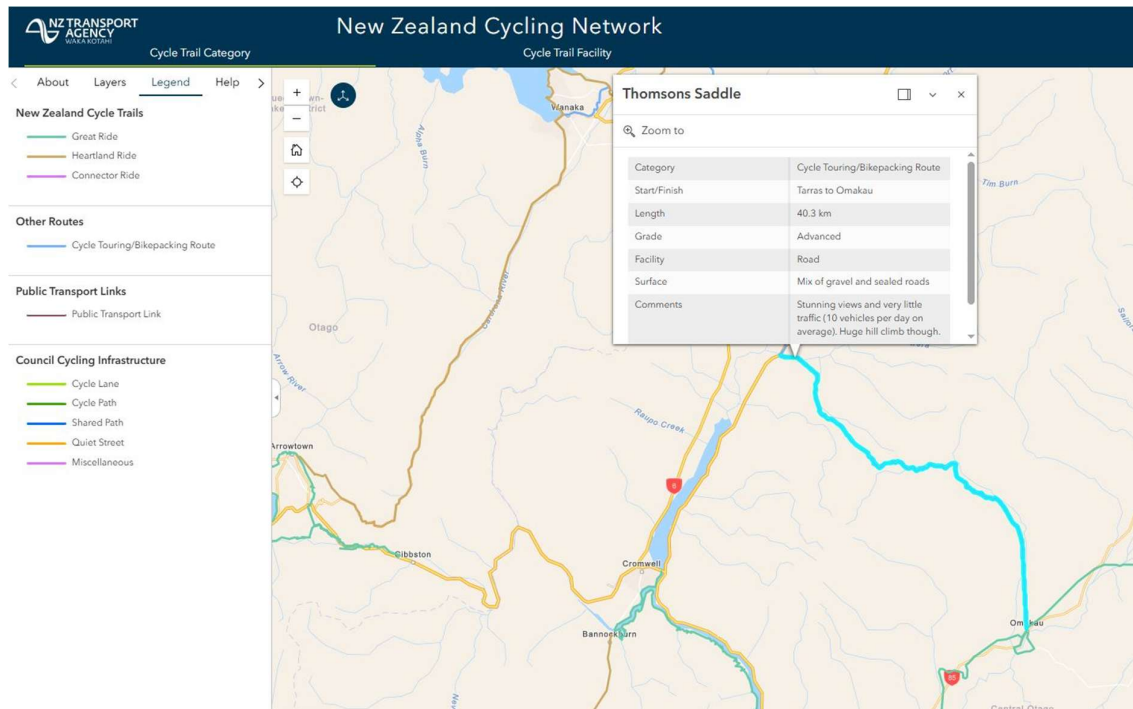 NZ TRANSPORT
AGENCY
WAKA KOTAHI
New Zealand Cycling Network
Cycle Trail Category
Cycle Trail Facility
About Layers Legend Help
New Zealand Cycle Trails
Great Ride
Heartland Ride
Connector Ride
Other Routes
Cycle Touring/Bikepacking Route
Public Transport Links
Public Transport Link
Council Cycling Infrastructure
Cycle Lane
Cycle Path
Shared Path
Quiet Street
Miscellaneous
Thomsons Saddle
Zoom to
Category Cycle Touring/Bikepacking Route
Start/Finish Tarras to Omakau
Length 40.3 km
Grade Advanced
Facility Road
Surface Mix of gravel and sealed roads
Comments Stunning views and very little
traffic (10 vehicles per day on
average). Huge hill climb though.
Wanaka
Alpha Burn
Tim Burn
Cardrona River
Otago
Arrow River
Raupo Creek
Arrowtown
6
Gibbston
Cromwell
Bannockburn
Omakau
85
Central Otago